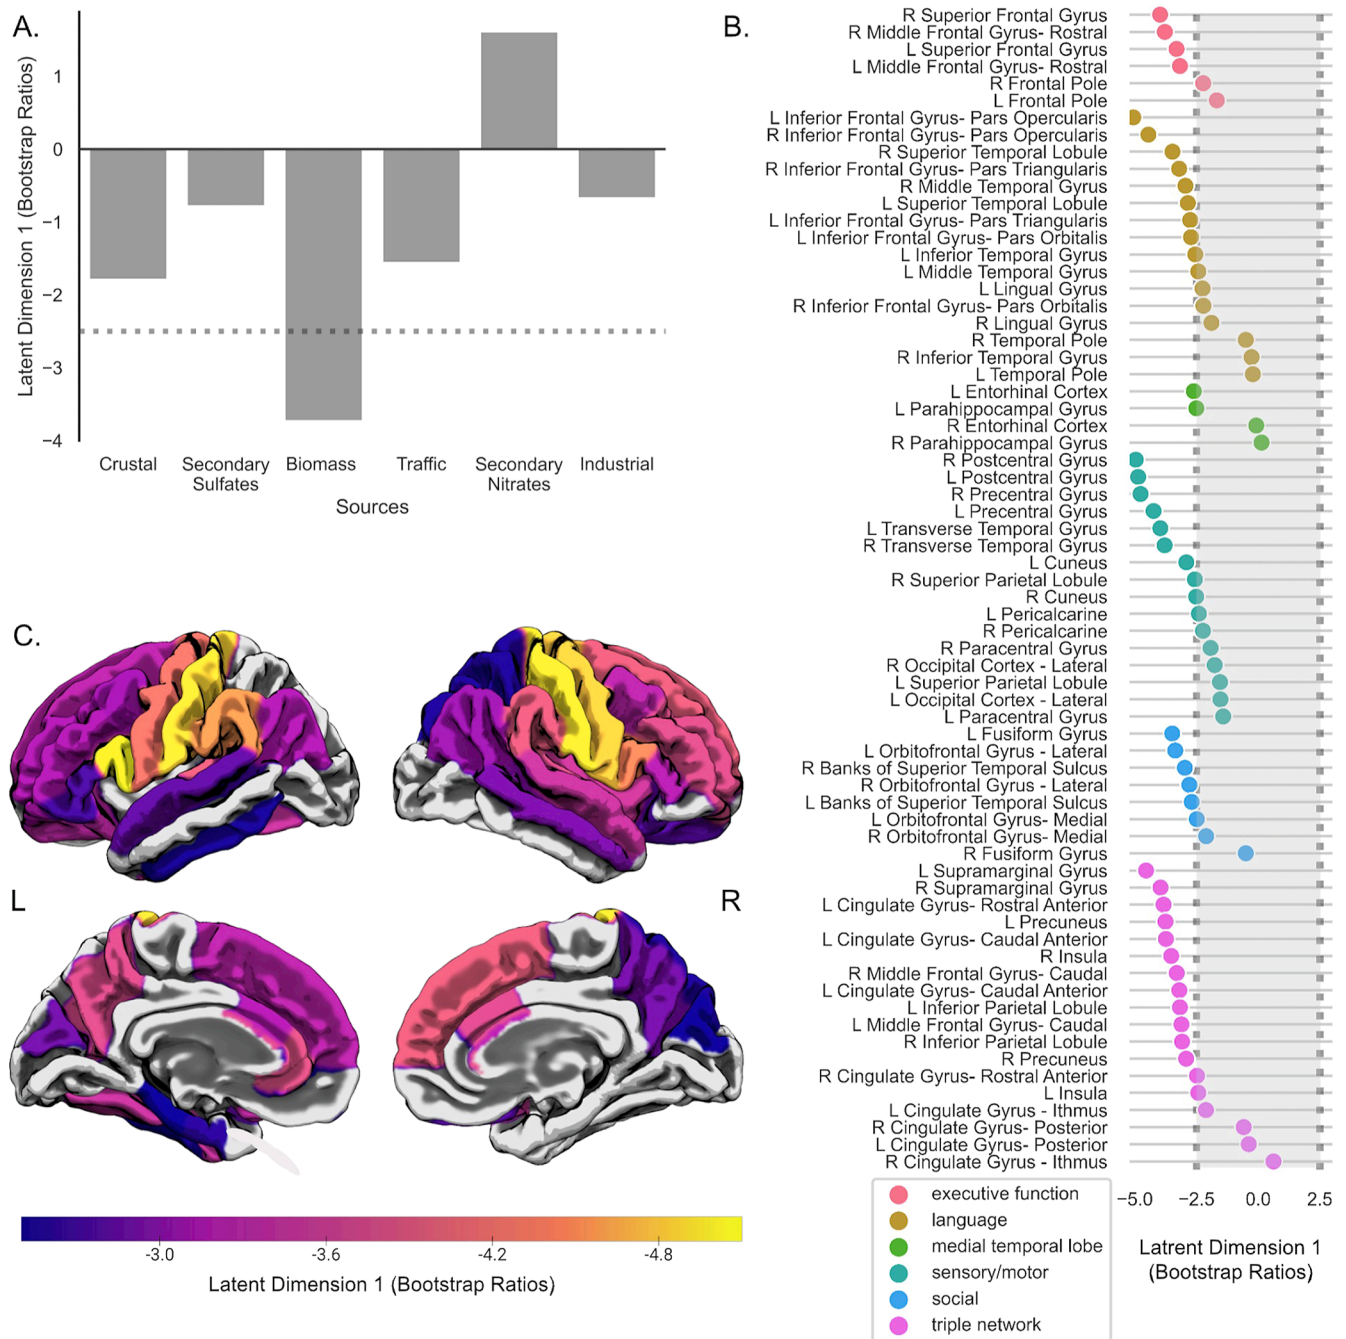 A.
Latent Dimension 1 (Bootstrap Ratios)
1
0
−1
−2
−3
−4
Crustal
Secondary
Sulfates
Biomass
Traffic
Secondary
Nitrates
Industrial
Sources
B.
R Superior Frontal Gyrus
R Middle Frontal Gyrus- Rostral
L Superior Frontal Gyrus
L Middle Frontal Gyrus- Rostral
R Frontal Pole
L Frontal Pole
L Inferior Frontal Gyrus- Pars Opercularis
R Inferior Frontal Gyrus- Pars Opercularis
R Superior Temporal Lobule
R Inferior Frontal Gyrus- Pars Triangularis
R Middle Temporal Gyrus
L Superior Temporal Lobule
L Inferior Frontal Gyrus- Pars Triangularis
L Inferior Frontal Gyrus- Pars Orbitalis
L Inferior Temporal Gyrus
L Middle Temporal Gyrus
L Lingual Gyrus
R Inferior Frontal Gyrus- Pars Orbitalis
R Lingual Gyrus
R Temporal Pole
R Inferior Temporal Gyrus
L Temporal Pole
L Entorhinal Cortex
L Parahippocampal Gyrus
R Entorhinal Cortex
R Parahippocampal Gyrus
R Postcentral Gyrus
L Postcentral Gyrus
R Precentral Gyrus
L Precentral Gyrus
L Transverse Temporal Gyrus
R Transverse Temporal Gyrus
L Cuneus
R Superior Parietal Lobule
R Cuneus
L Pericalcarine
R Pericalcarine
R Paracentral Gyrus
R Occipital Cortex - Lateral
L Superior Parietal Lobule
L Occipital Cortex - Lateral
L Paracentral Gyrus
L Fusiform Gyrus
L Orbitofrontal Gyrus - Lateral
R Banks of Superior Temporal Sulcus
R Orbitofrontal Gyrus - Lateral
L Banks of Superior Temporal Sulcus
L Orbitofrontal Gyrus- Medial
R Orbitofrontal Gyrus- Medial
R Fusiform Gyrus
L Supramarginal Gyrus
R Supramarginal Gyrus
L Cingulate Gyrus- Rostral Anterior
L Precuneus
L Cingulate Gyrus- Caudal Anterior
R Insula
R Middle Frontal Gyrus- Caudal
L Cingulate Gyrus- Caudal Anterior
L Inferior Parietal Lobule
L Middle Frontal Gyrus- Caudal
R Inferior Parietal Lobule
R Precuneus
R Cingulate Gyrus- Rostral Anterior
L Insula
L Cingulate Gyrus - Ithmus
R Cingulate Gyrus- Posterior
L Cingulate Gyrus- Posterior
R Cingulate Gyrus - Ithmus
−5.0 −2.5 0.0 2.5
Latrent Dimension 1
(Bootstrap Ratios)
executive function
language
medial temporal lobe
sensory/motor
social
triple network
C.
L
R
-3.0 -3.6 -4.2 -4.8
Latent Dimension 1 (Bootstrap Ratios)